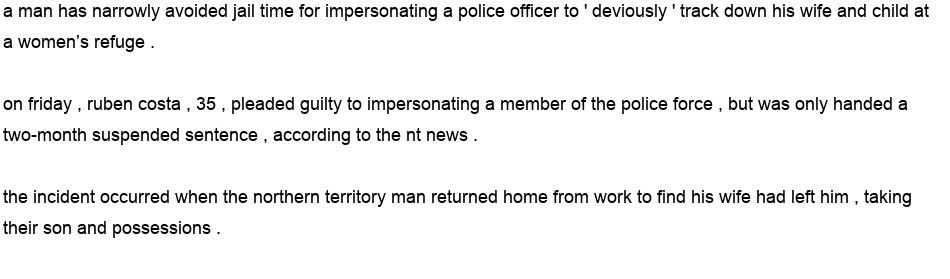 a man has narrowly avoided jail time for impersonating a police officer to ' deviously ' track down his wife and child at
a women’s refuge .
on friday , ruben costa , 35 , pleaded guilty to impersonating a member of the police force , but was only handed a
two-month suspended sentence , according to the nt news .
the incident occurred when the northern territory man returned home from work to find his wife had left him , taking
their son and possessions .